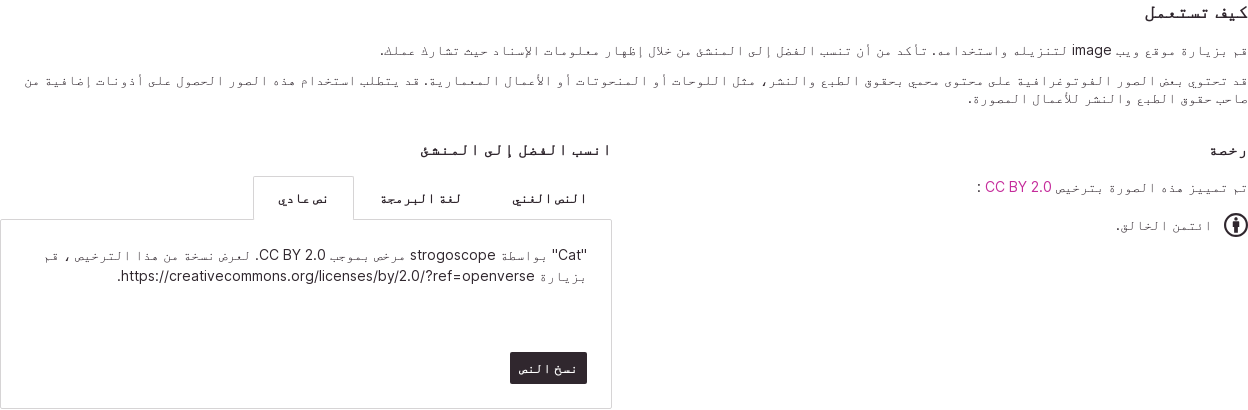 كيف تستعمل
قم بزيارة موقع ويب image لتنزيله واستخدامه. تأكد من أن تنسب الفضل إلى المنشئ من خلال إظهار معلومات الإسناد حيث تشارك عملك.
قد تحتوي بعض الصور الفوتوغرافية على محتوى محمي بحقوق الطبع والنشر، مثل اللوحات أو المنحوتات أو الأعمال المعمارية. قد يتطلب استخدام هذه الصور الحصول على أذونات إضافية من
صاحب حقوق الطبع والنشر للأعمال المصورة.
رخصة
تم تمييز هذه الصورة بترخيص CC BY 2.0 :
ائتمن الخالق.
انسب الفضل إلى المنشئ
النص الغني
لغة البرمجة
نص عادي
"Cat" بواسطة strogoscope مرخص بموجب CC BY 2.0. لعرض نسخة من هذا الترخيص ، قم
بزيارة https://creativecommons.org/licenses/by/2.0/?ref=openverse.
نسخ النص